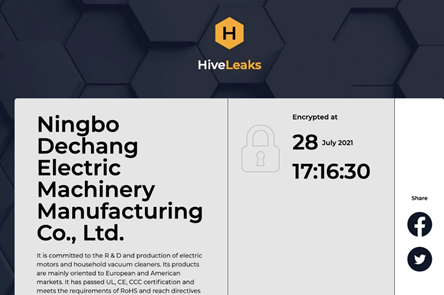 H
HiveLeaks
Ningbo
Dechang
Electric
Machinery
Manufacturing
Co., Ltd.
It is committed to the R & D and production of electric
motors and household vacuum cleaners. Its products
are mainly oriented to European and American
markets. It has passed UL, CE, CCC certification and
meets the requirements of RoHS and reach directives
Encrypted at
28 July 2021
17:16:30
Share